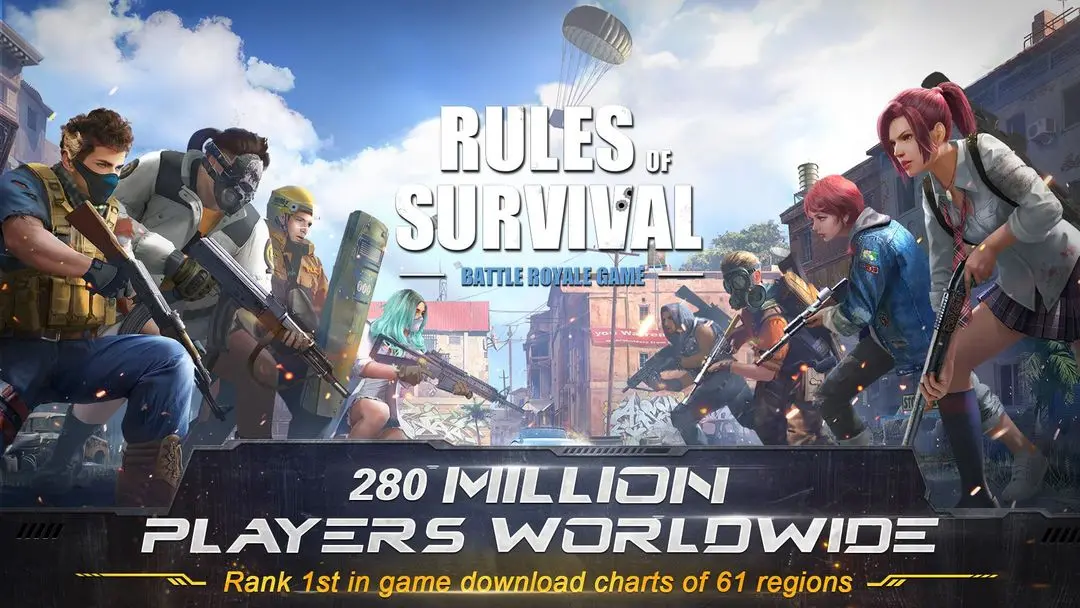 RULES OF
SURVIVAL
BATTLE ROYALE GAME
280 MILLION
PLAYERS WORLDWIDE
Rank 1st in game download charts of 61 regions